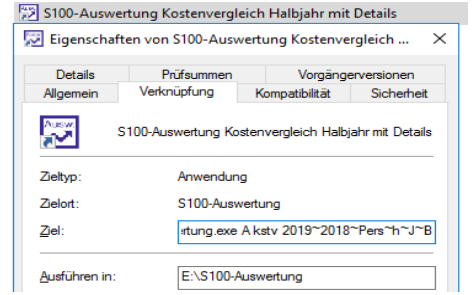 S100-Auswertung Kostenvergleich Halbjahr mit Details
Eigenschaften von S100-Auswertung Kostenvergleich ...
Details Prüfsummen Vorgängerversionen
Allgemein Verknüpfung Kompatibilität Sicherheit
Ausw.
S100-Auswertung Kostenvergleich Halbjahr mit Details
Zieltyp: Anwendung
Zielort: S100-Auswertung
Ziel: rtung.exe A kstv 2019~2018~Pers~h~J~B
Ausführen in: E:\S100-Auswertung